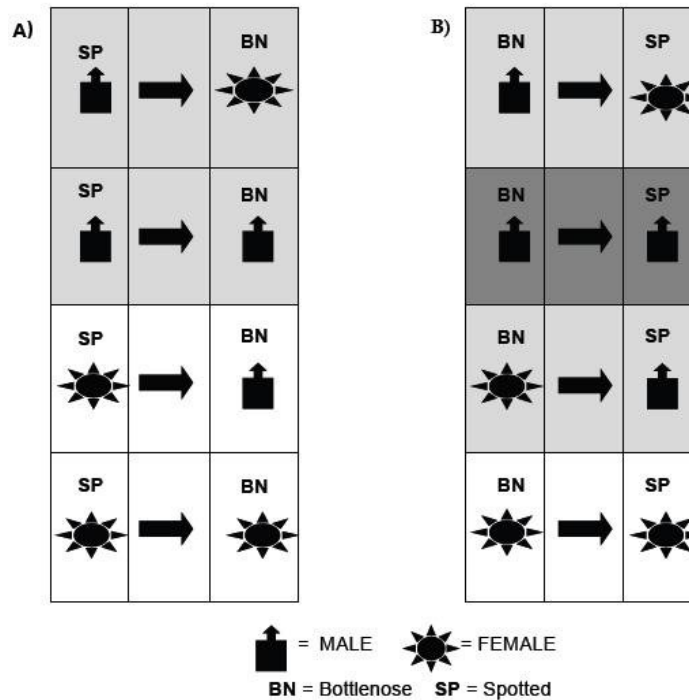 A)
B)
SP BN
BN SP
SP BN
BN SP
SP BN
BN SP
SP BN
BN SP
= MALE = FEMALE
BN = Bottlenose SP = Spotted